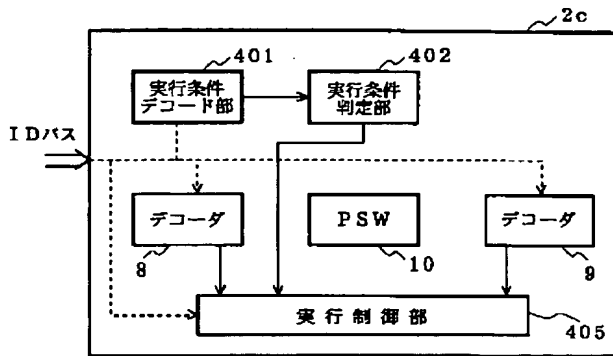 2c
401
402
実行条件
デコード部
実行条件
判定部
IDバス
デコーダ
PSW
デコーダ
8
10
9
実行制御部
405